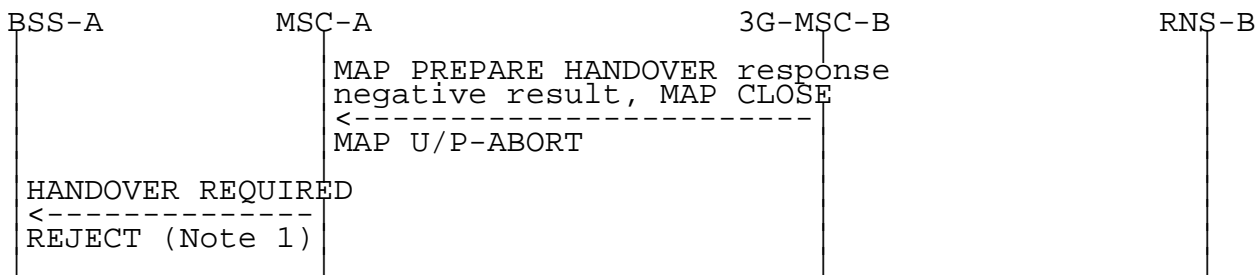 BSS-A MSC-A 3G-MSC-B RNS-B
MAP PREPARE HANDOVER response
negative result, MAP CLOSE
<------------------------
MAP U/P-ABORT
HANDOVER REQUIRED
<--------------
REJECT (Note 1)